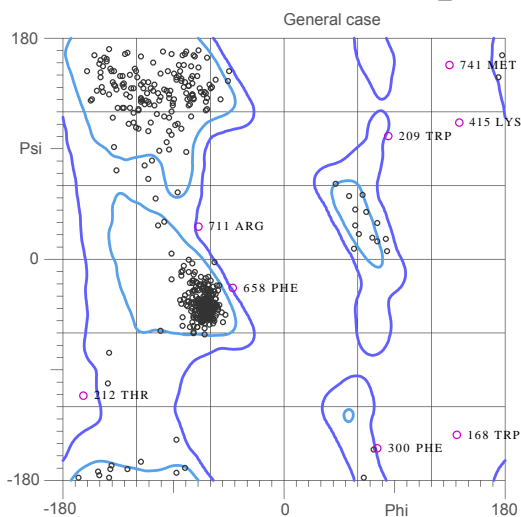 General case
180
741 MET
415 LYS
Psi
209 TRP
711 ARG
0
658 PHE
212 THR
168 TRP
300 PHE
-180
-180 0 Phi 180